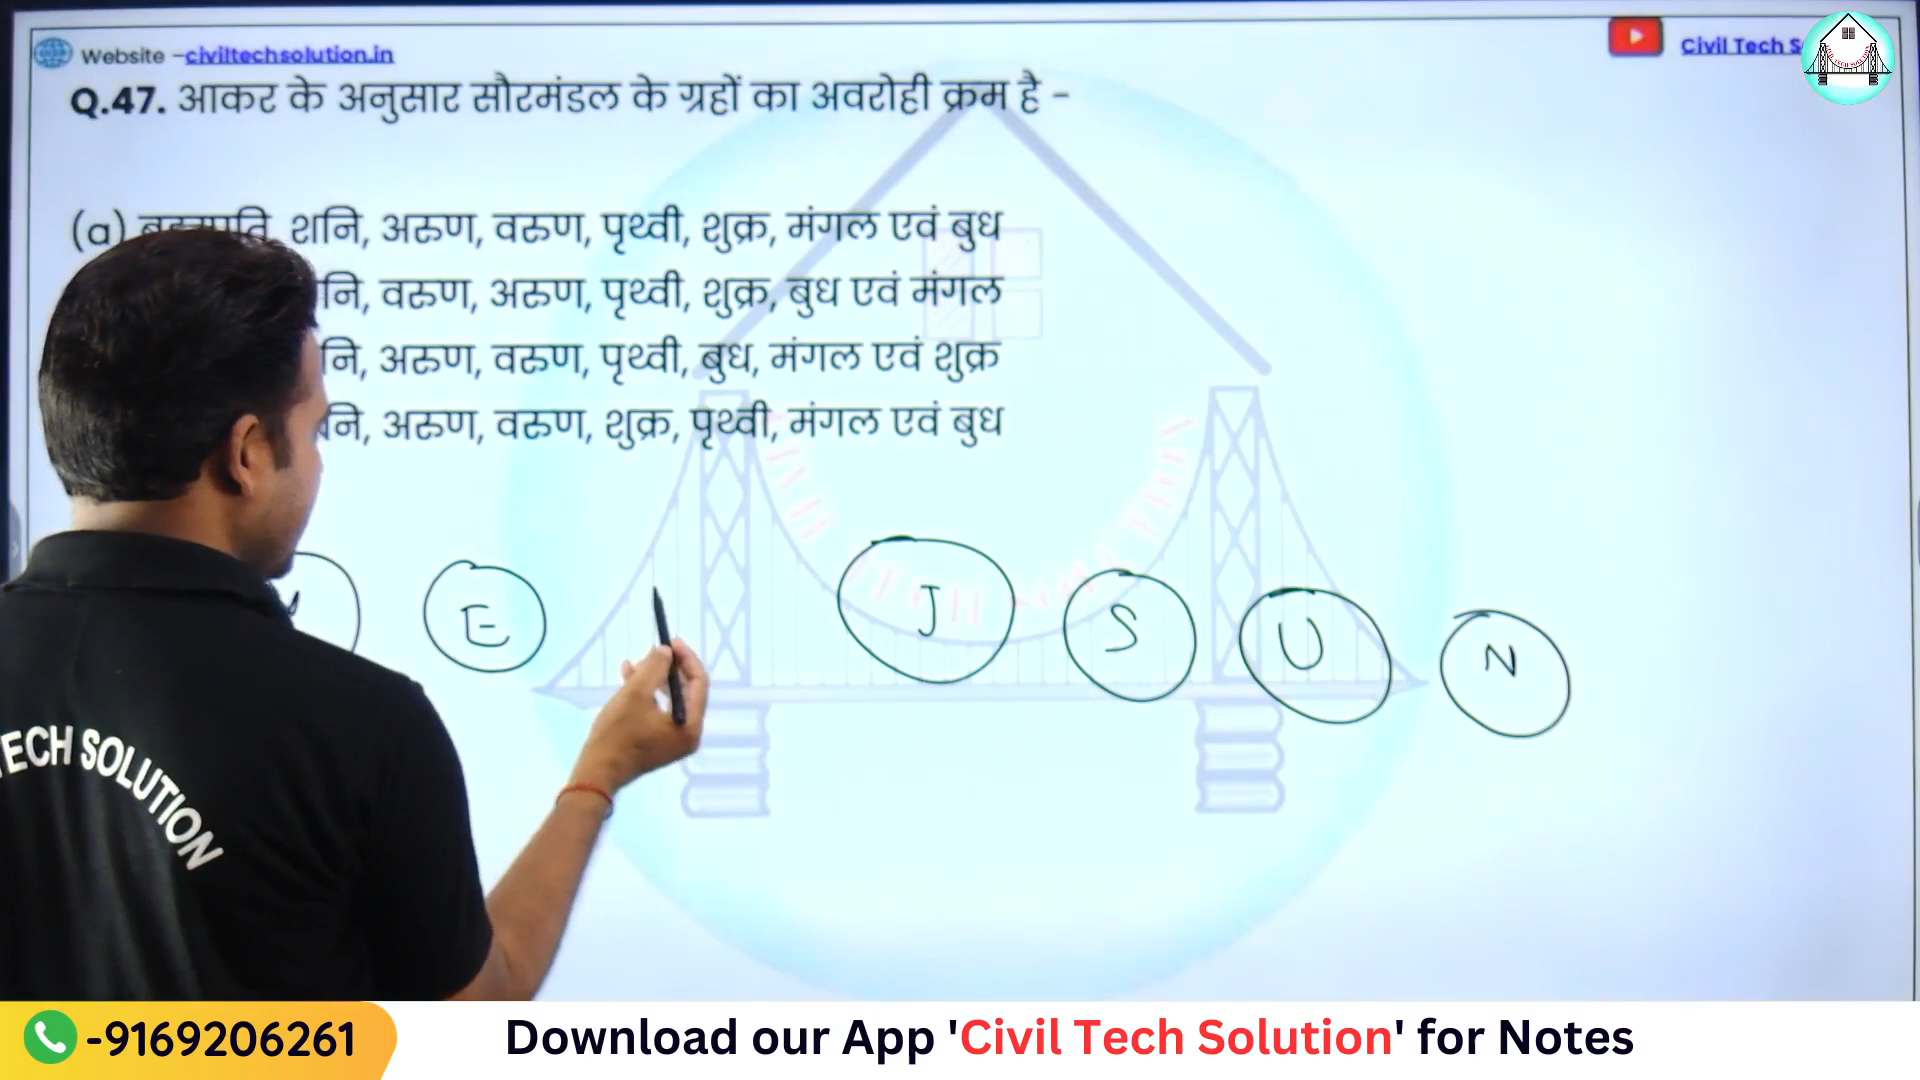 Website -civiltechsolution.in
Civil Tech S
Q.47. आकर के अनुसार सौरमंडल के ग्रहों का अवरोही क्रम है -
(a) शनि, अरुण, वरुण, पृथ्वी, शुक्र, मंगल एवं बुध
नि, वरुण, अरुण, पृथ्वी, शुक्र, बुध एवं मंगल
नि, अरुण, वरुण, पृथ्वी, बुध, मंगल एवं शुक्र
नि, अरुण, वरुण, शुक्र, पृथ्वी, मंगल एवं बुध
E J S U N
TECH SOLUTION
-9169206261
Download our App 'Civil Tech Solution' for Notes